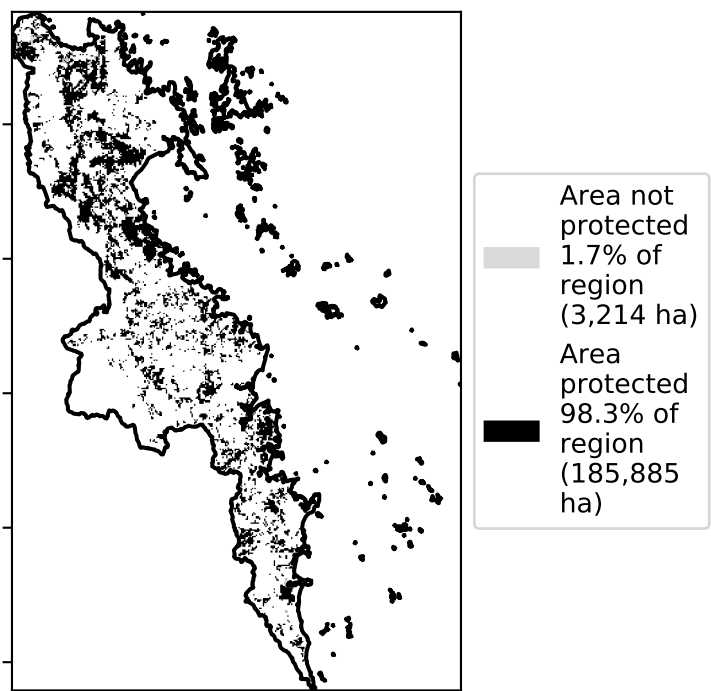 Area not
protected
1.7% of
region
(3,214 ha)
Area
protected
98.3% of
region
(185,885
ha)